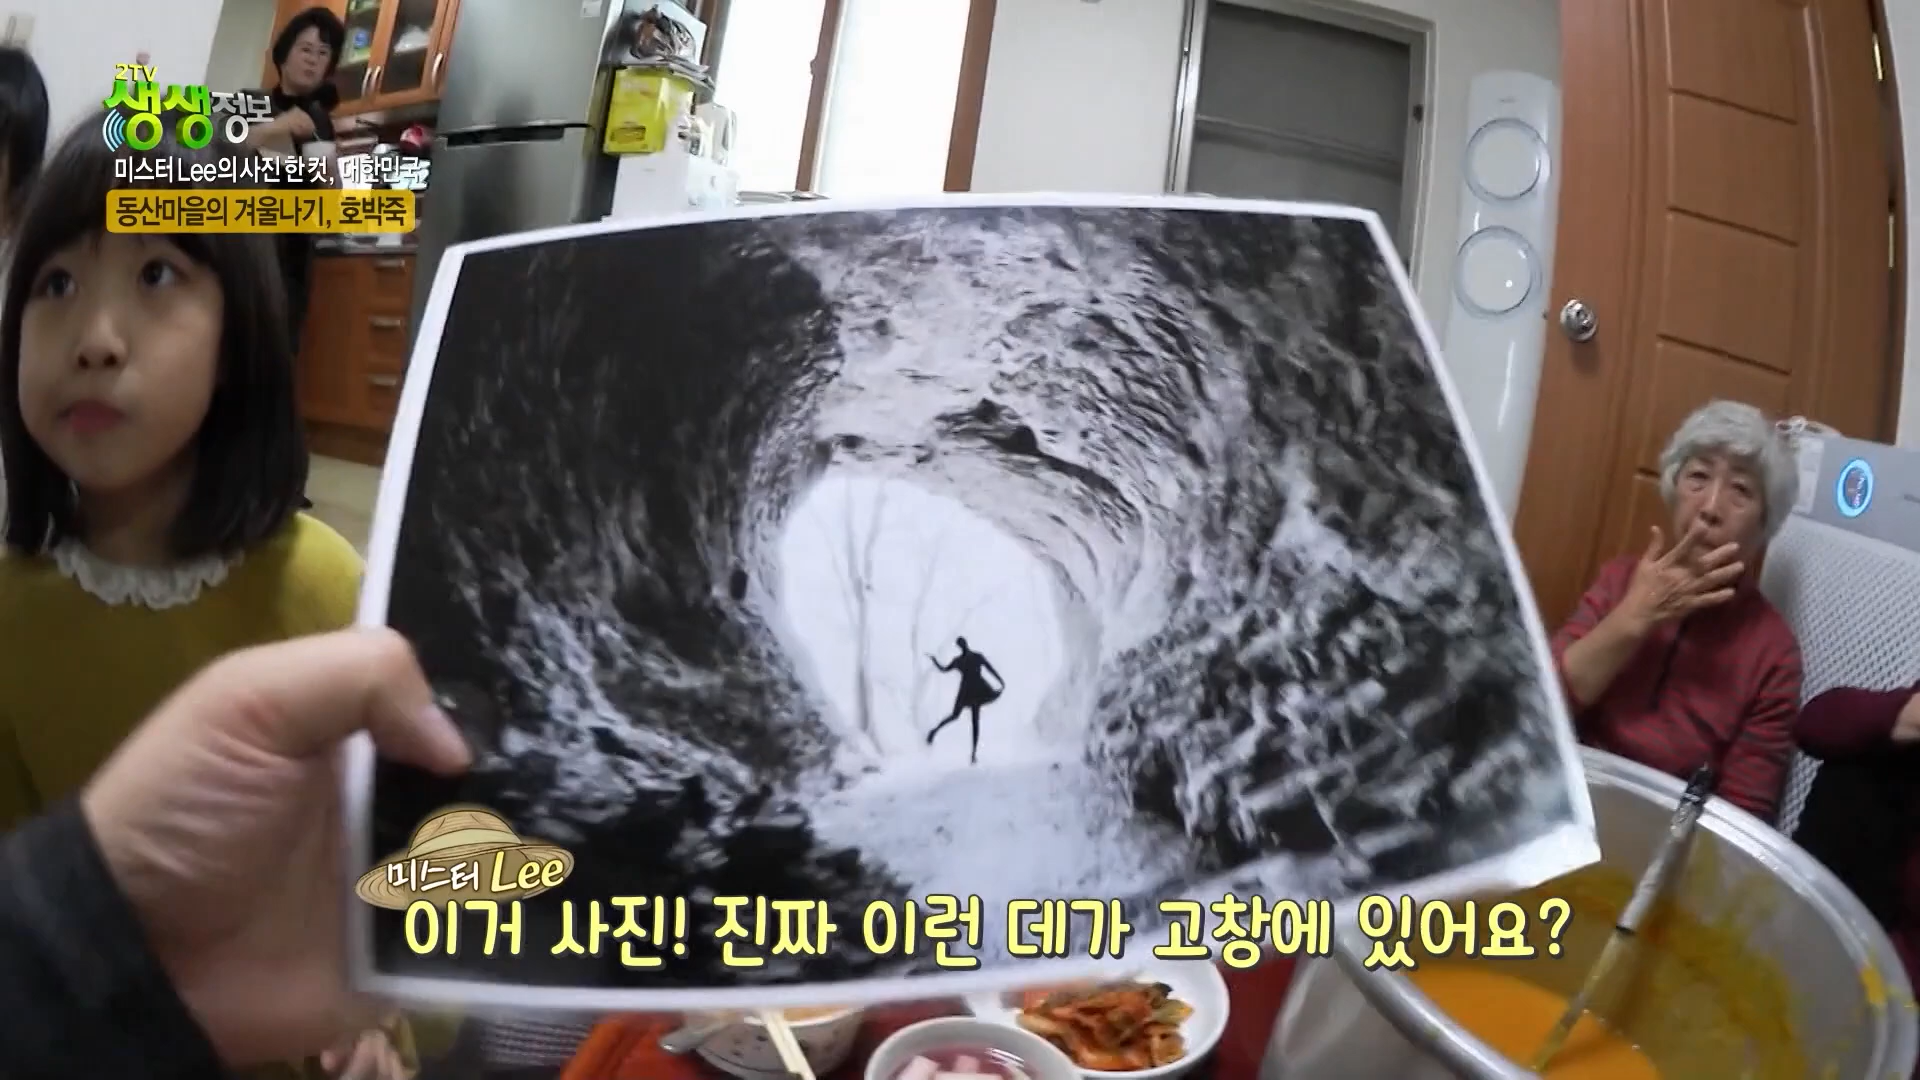 2TV
생생정보
미스터 Lee의 사진 한 컷, 대한민국
동산마을의 겨울나기, 호박죽
미스터 Lee
이거 사진! 진짜 이런 데가 고창에 있어요?